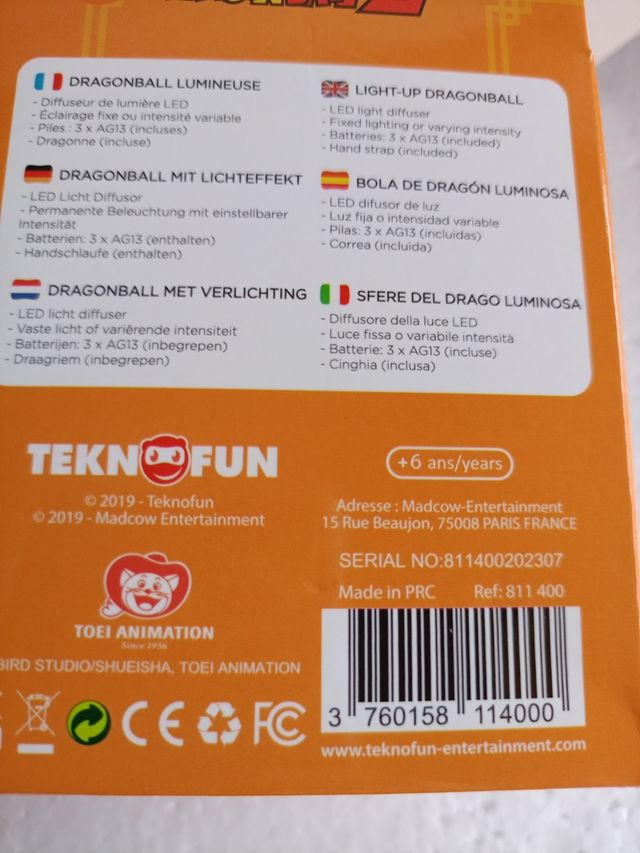 DRAGONBALL LUMINEUSE
- Diffuseur de lumière LED
- Éclairage fixe ou intensité variable
- Piles : 3 x AG13 (incluses)
- Dragonne (incluse)
LIGHT-UP DRAGONBALL
- LED light diffuser
- Fixed lighting or varying intensity
- Batteries: 3 x AG13 (included)
- Hand strap (included)
DRAGONBALL MIT LICHTEFFEKT
- LED Licht Diffusor
- Permanente Beleuchtung mit einstellbarer
Intensität
- Batterien: 3 x AG13 (enthalten)
- Handschlaufe (enthalten)
BOLA DE DRAGÓN LUMINOSA
- LED difusor de luz
- Luz fija o intensidad variable
- Pilas: 3 x AG13 (incluidas)
- Correa (incluida)
DRAGONBALL MET VERLICHTING
- LED licht diffuser
- Vaste licht of variërende intensiteit
- Batterijen: 3 x AG13 (inbegrepen)
- Draagriem (inbegrepen)
SFERE DEL DRAGO LUMINOSA
- Diffusore della luce LED
- Luce fissa o variabile intensità
- Batterie: 3 x AG13 (incluse)
- Cinghia (inclusa)
TEKNOFUN
© 2019 - Teknofun
© 2019 - Madcow Entertainment
+6 ans/years
Adresse : Madcow-Entertainment
15 Rue Beaujon, 75008 PARIS FRANCE
SERIAL NO:811400202307
Made in PRC Ref: 811 400
TOEI ANIMATION
Since 1956
BIRD STUDIO/SHUEISHA, TOEI ANIMATION
CE FC
3 760158 114000
www.teknofun-entertainment.com